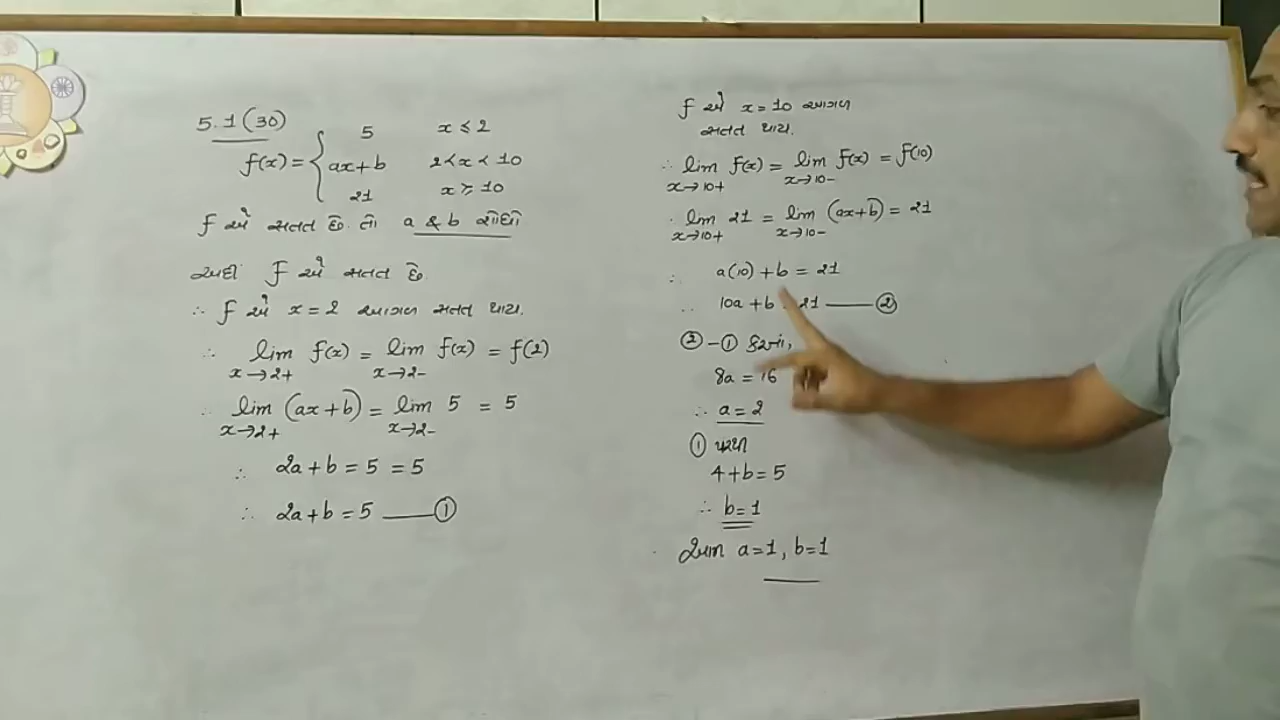 5.1 (30)
f(x) = { 5 x ≤ 2
ax+b 2 < x < 10
21 x ≥ 10
f એ સતત છે. તો a & b શોધો
અહીં f એ સતત છે
∴ f એ x = 2 આગળ સતત થાય.
∴ lim x→2+ f(x) = lim x→2- f(x) = f(2)
∴ lim x→2+ (ax+b) = lim x→2- 5 = 5
∴ 2a+b = 5 = 5
∴ 2a+b = 5 —— ①
f એ x = 10 આગળ
સતત થાય.
∴ lim x→10+ f(x) = lim x→10- f(x) = f(10)
∴ lim x→10+ 21 = lim x→10- (ax+b) = 21
∴ a(10) + b = 21
∴ 10a + b = 21 —— ②
② - ① કરતાં,
8a = 16
∴ a = 2
① પરથી
4+b = 5
∴ b = 1
આમ a=1, b=1